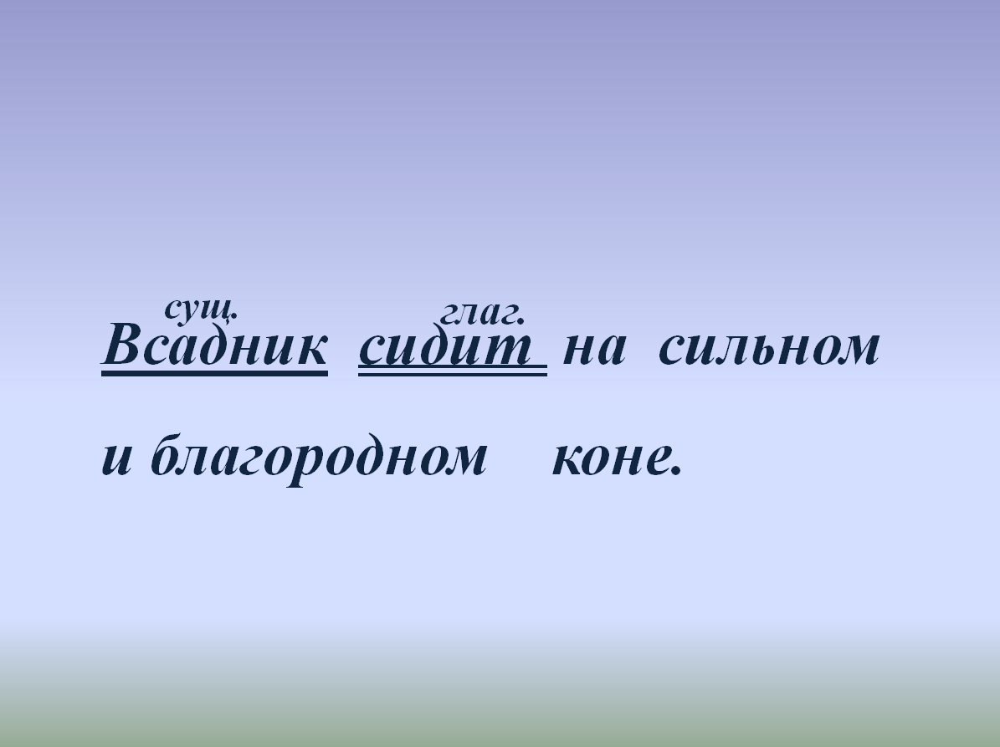 сущ. глаг.
Всадник сидит на сильном
и благородном коне.